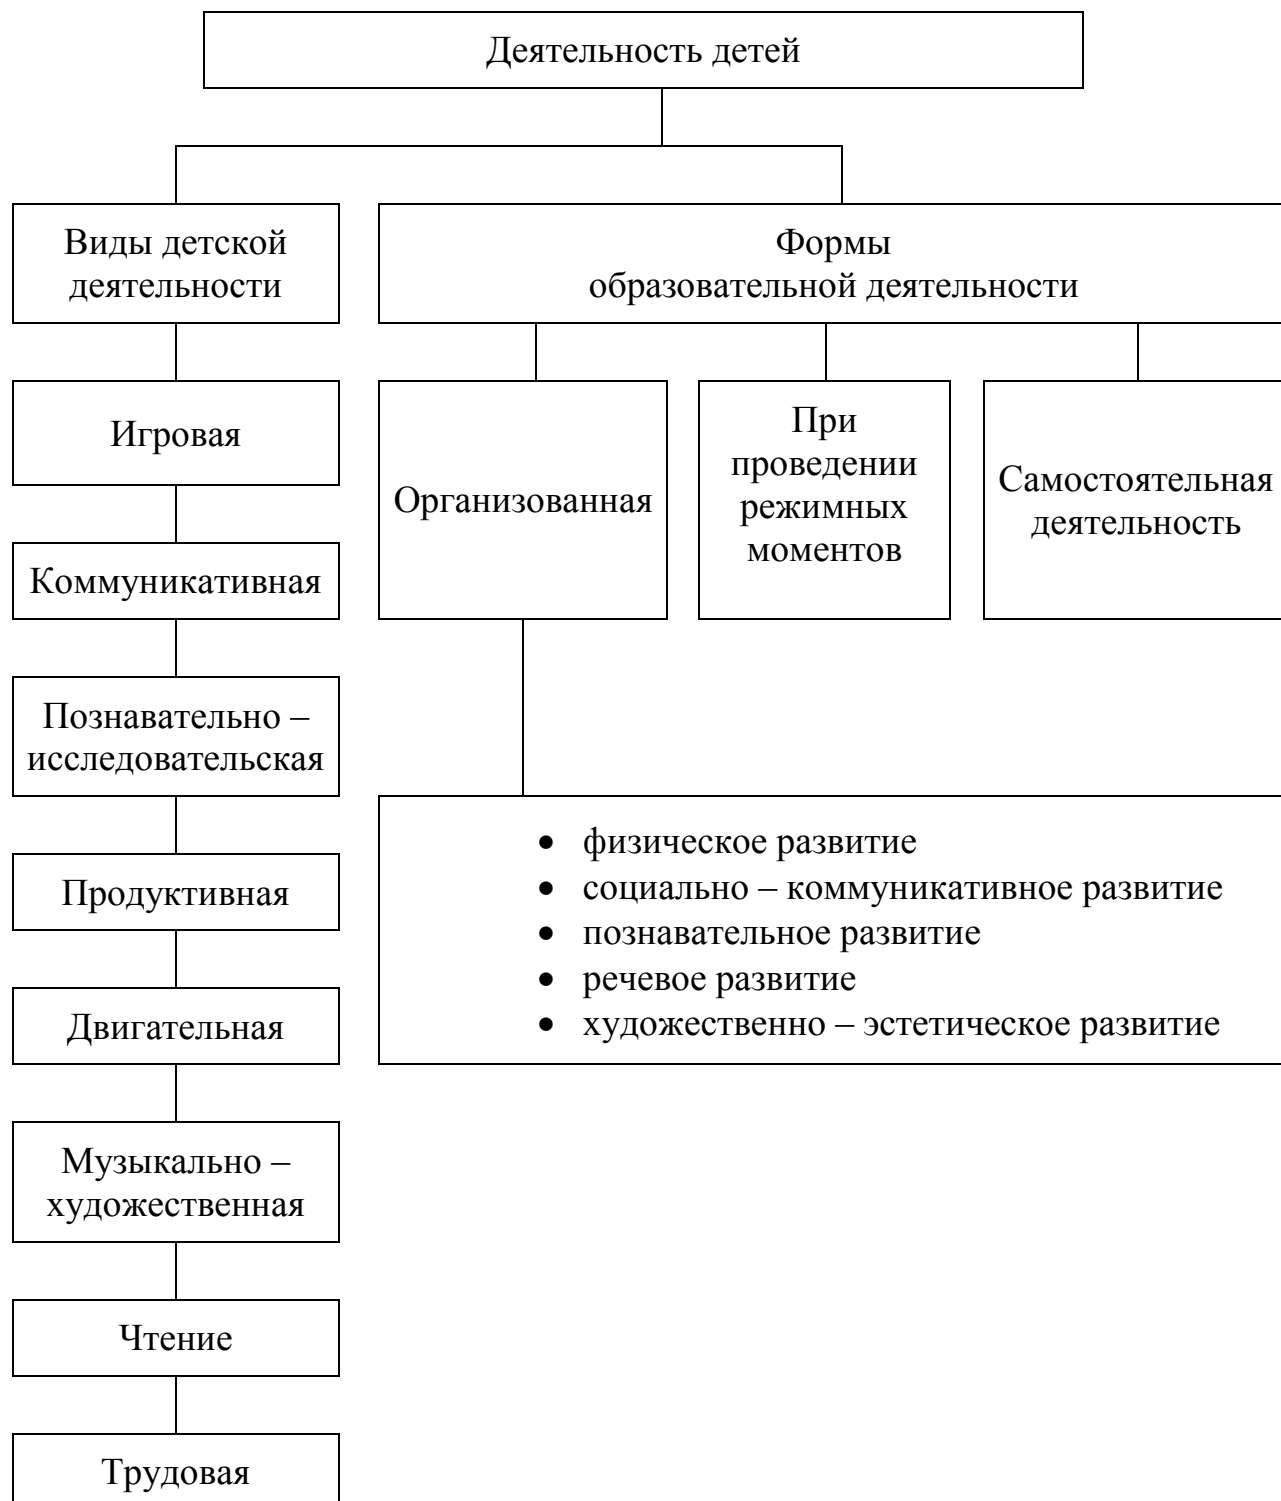 Деятельность детей
Виды детской
деятельности
Формы
образовательной деятельности
Игровая
Коммуникативная
Познавательно –
исследовательская
Продуктивная
Двигательная
Музыкально –
художественная
Чтение
Трудовая
Организованная
При
проведении
режимных
моментов
Самостоятельная
деятельность
• физическое развитие
• социально – коммуникативное развитие
• познавательное развитие
• речевое развитие
• художественно – эстетическое развитие